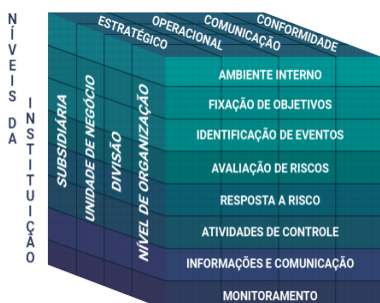 NÍVEIS DA
INSTITUIÇÃO
ESTRATÉGICO
OPERACIONAL
COMUNICAÇÃO
CONFORMIDADE
SUBSIDIÁRIA
UNIDADE DE NEGÓCIO
DIVISÃO
NÍVEL DE ORGANIZAÇÃO
AMBIENTE INTERNO
FIXAÇÃO DE OBJETIVOS
IDENTIFICAÇÃO DE EVENTOS
AVALIAÇÃO DE RISCOS
RESPOSTA A RISCO
ATIVIDADES DE CONTROLE
INFORMAÇÕES E COMUNICAÇÃO
MONITORAMENTO